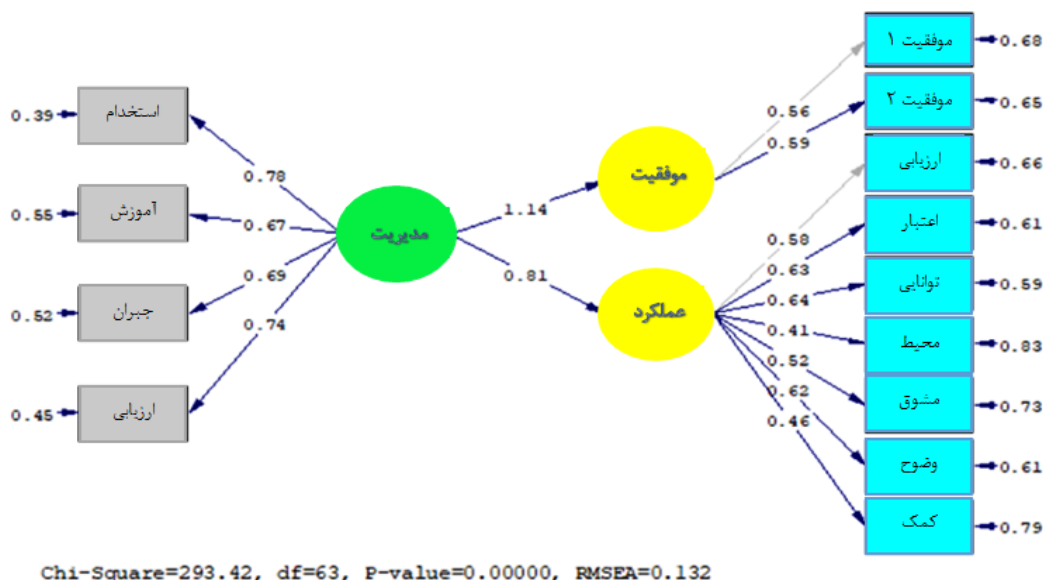 0.39
استخدام
0.55
آموزش
0.52
جبران
0.45
ارزیابی
0.78
0.67
0.69
0.74
مدیریت
1.14
0.81
موفقیت
عملکرد
0.56
0.59
0.58
0.63
0.64
0.41
0.52
0.62
0.46
موفقیت ۱
0.68
موفقیت ۲
0.65
ارزیابی
0.66
اعتبار
0.61
توانایی
0.59
محیط
0.83
مشوق
0.73
وضوح
0.61
کمک
0.79
Chi-Square=293.42, df=63, P-value=0.00000, RMSEA=0.132